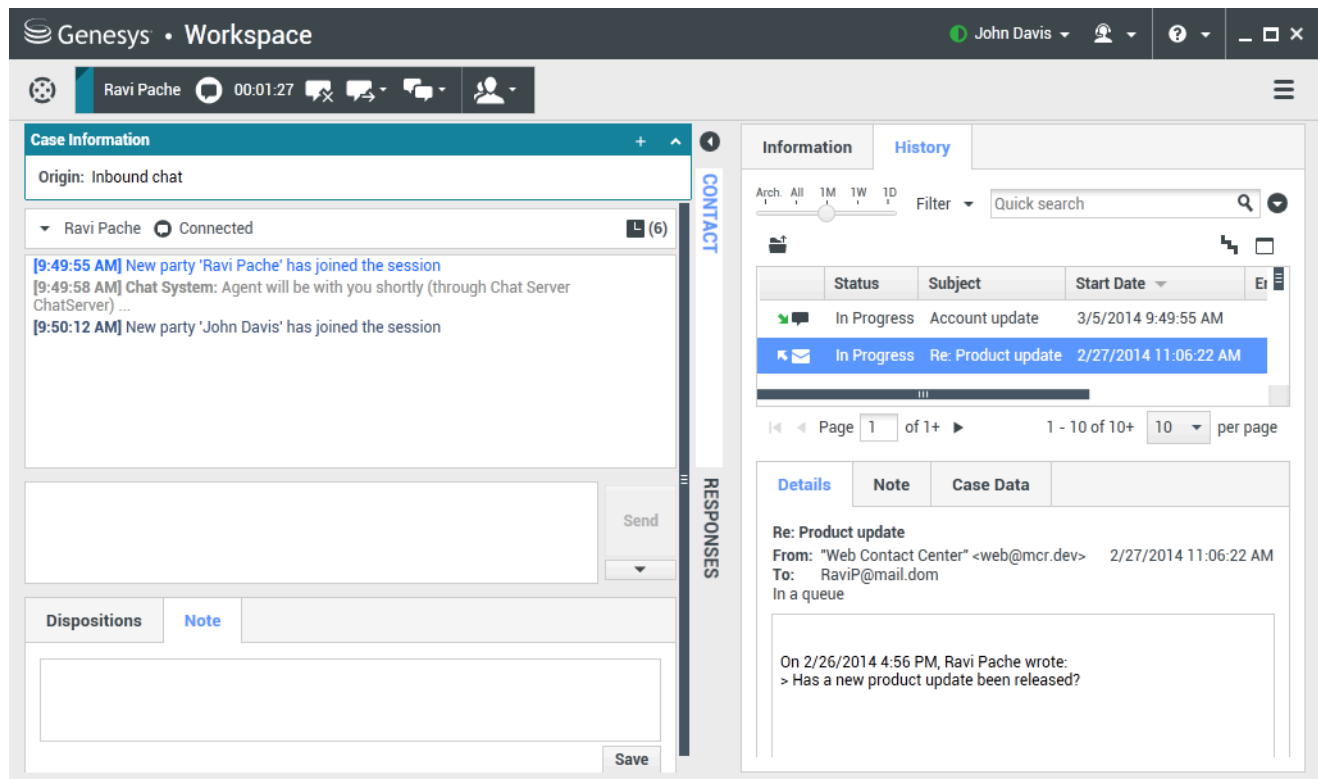 Genesys • Workspace
John Davis
Ravi Pache 00:01:27
Case Information
Origin: Inbound chat
Ravi Pache Connected (6)
[9:49:55 AM] New party 'Ravi Pache' has joined the session
[9:49:58 AM] Chat System: Agent will be with you shortly (through Chat Server
ChatServer) ...
[9:50:12 AM] New party 'John Davis' has joined the session
Send
Dispositions Note
Save
CONTACT
RESPONSES
Information History
Arch. All 1M 1W 1D Filter Quick search
Status Subject Start Date
In Progress Account update 3/5/2014 9:49:55 AM
In Progress Re: Product update 2/27/2014 11:06:22 AM
Page 1 of 1+ 1 - 10 of 10+ 10 per page
Details Note Case Data
Re: Product update
From: "Web Contact Center" <web@mcr.dev> 2/27/2014 11:06:22 AM
To: RaviP@mail.dom
In a queue
On 2/26/2014 4:56 PM, Ravi Pache wrote:
> Has a new product update been released?